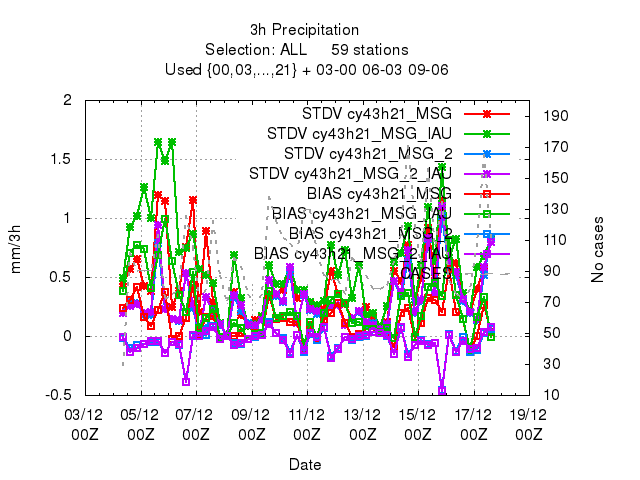 3h Precipitation
Selection: ALL 59 stations
Used {00,03,...,21} + 03-00 06-03 09-06
mm/3h
2
1.5
1
0.5
0
-0.5
STDV cy43h21_MSG
STDV cy43h21_MSG_IAU
STDV cy43h21_MSG_2
STDV cy43h21_MSG_2_IAU
BIAS cy43h21_MSG
BIAS cy43h21_MSG_IAU
BIAS cy43h21_MSG_2
BIAS cy43h21_MSG_2_IAU
CASES
190
170
150
130
110
90
70
50
30
10
No cases
03/12 05/12 07/12 09/12 11/12 13/12 15/12 17/12 19/12
00Z 00Z 00Z 00Z 00Z 00Z 00Z 00Z 00Z
Date